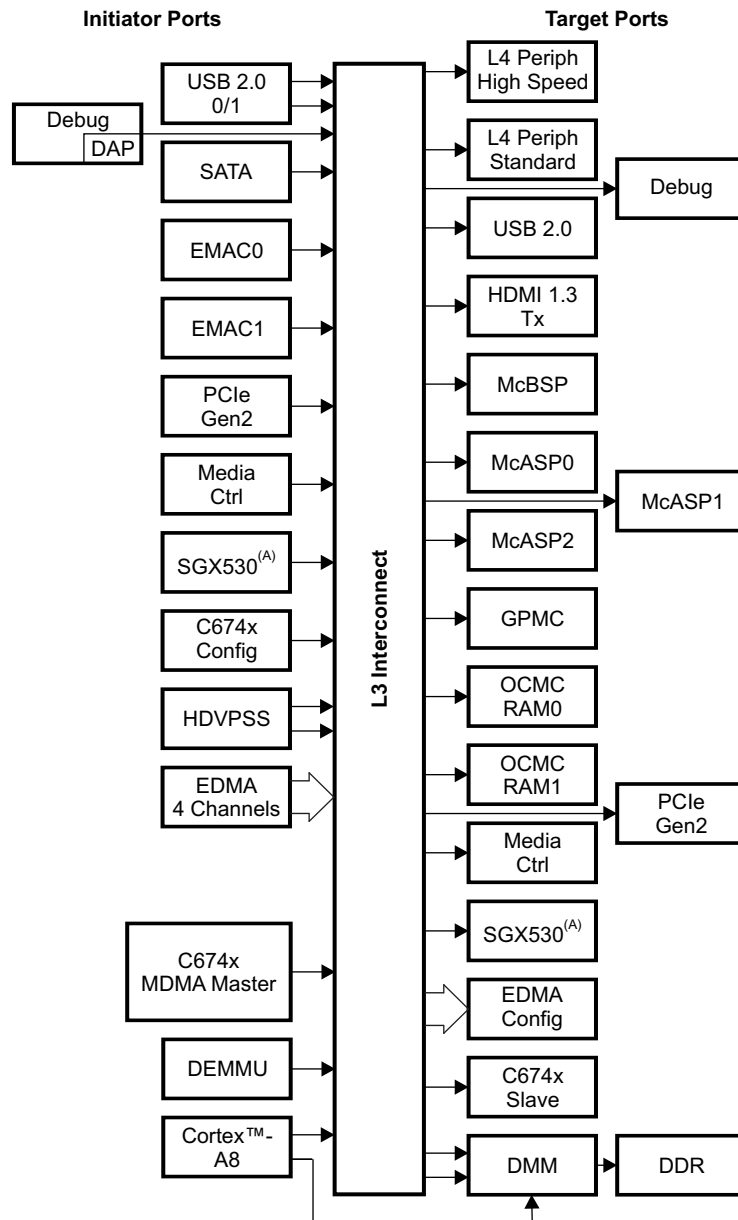 Initiator Ports
Target Ports
USB 2.0
0/1
Debug
DAP
SATA
EMAC0
EMAC1
PCIe
Gen2
Media
Ctrl
SGX530(A)
C674x
Config
HDVPSS
EDMA
4 Channels
C674x
MDMA Master
DEMMU
Cortex™-
A8
L3 Interconnect
L4 Periph
High Speed
L4 Periph
Standard
Debug
USB 2.0
HDMI 1.3
Tx
McBSP
McASP0
McASP1
McASP2
GPMC
OCMC
RAM0
OCMC
RAM1
PCIe
Gen2
Media
Ctrl
SGX530(A)
EDMA
Config
C674x
Slave
DMM
DDR